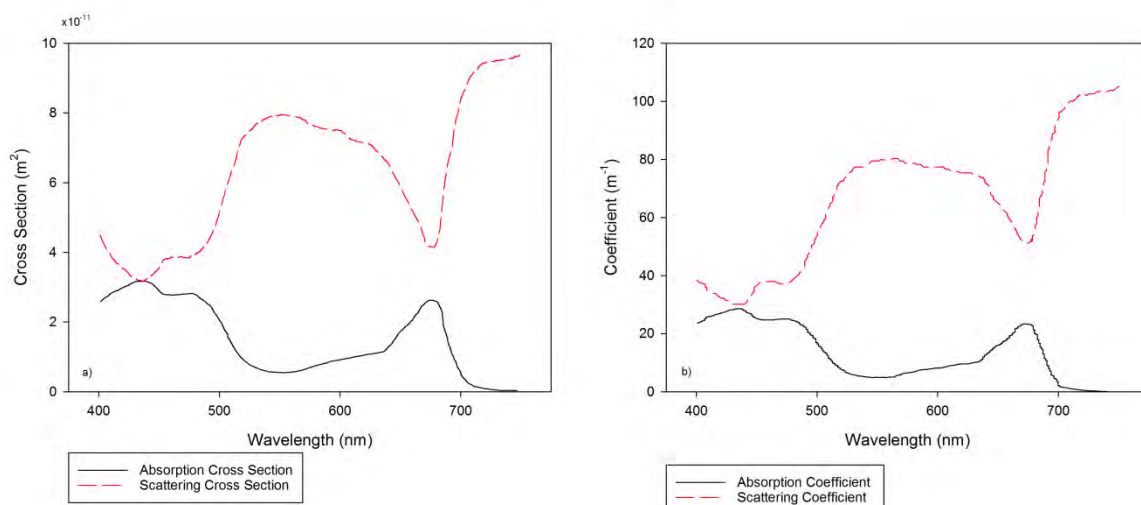 x10⁻¹¹
10
8
6
4
2
0
Cross Section (m²)
a)
400 500 600 700
Wavelength (nm)
Absorption Cross Section
Scattering Cross Section
120
100
80
60
40
20
0
Coefficient (m⁻¹)
b)
400 500 600 700
Wavelength (nm)
Absorption Coefficient
Scattering Coefficient